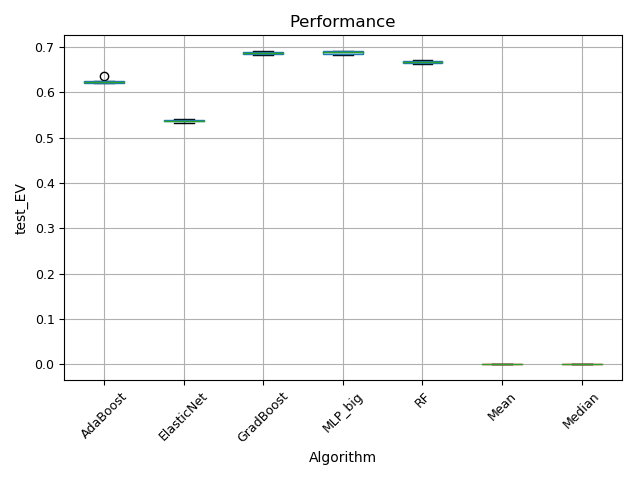 Performance
0.7
0.6
0.5
0.4
0.3
0.2
0.1
0.0
test_EV
AdaBoost
ElasticNet
GradBoost
MLP_big
RF
Mean
Median
Algorithm